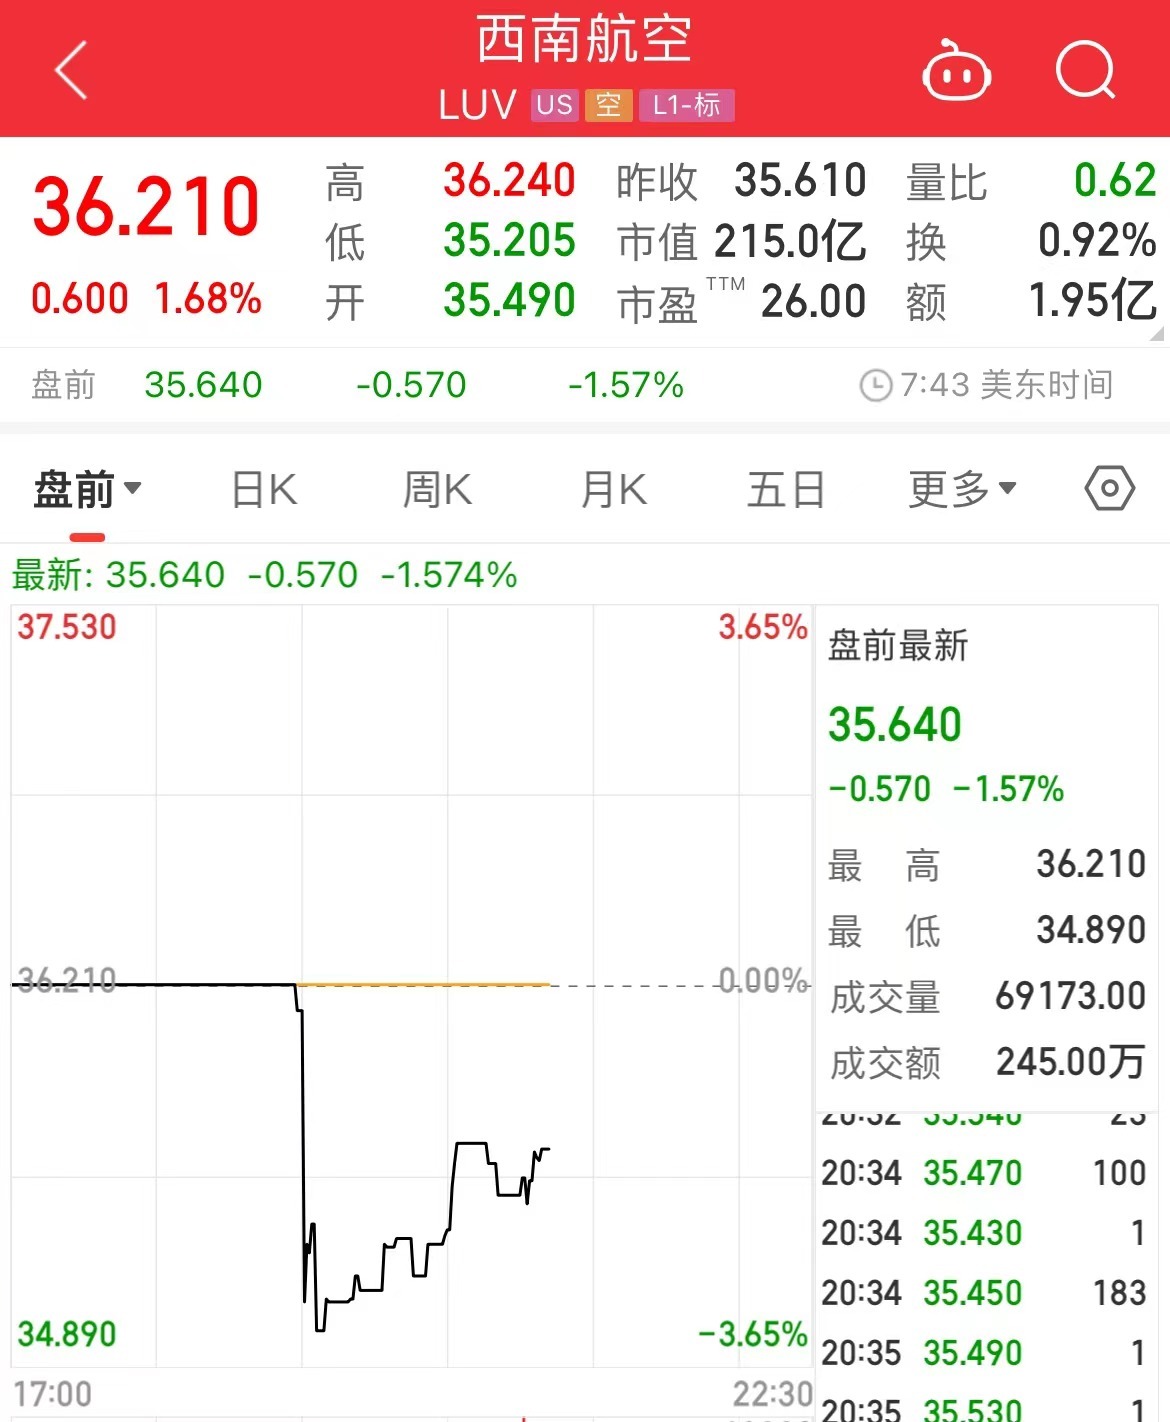 西南航空
LUV US 空 L1-标
36.210
0.600 1.68%
高 36.240 昨收 35.610 量比 0.62
低 35.205 市值 215.0亿 换 0.92%
开 35.490 市盈TTM 26.00 额 1.95亿
盘前 35.640 -0.570 -1.57% 7:43 美东时间
盘前 日K 周K 月K 五日 更多
最新: 35.640 -0.570 -1.574%
37.530 3.65%
36.210 0.00%
34.890 -3.65%
17:00 22:30
盘前最新
35.640
-0.570 -1.57%
最 高 36.210
最 低 34.890
成交量 69173.00
成交额 245.00万
20:32 35.540 23
20:34 35.470 100
20:34 35.430 1
20:34 35.450 183
20:35 35.490 1
20:35 35.530 1